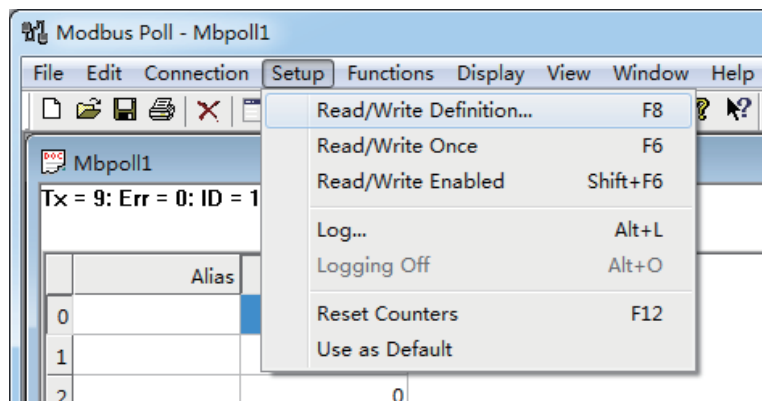 Modbus Poll - Mbpoll1
File Edit Connection Setup Functions Display View Window Help
Read/Write Definition... F8
Mbpoll1
Read/Write Once F6
Tx = 9: Err = 0: ID = 1
Read/Write Enabled Shift+F6
Log... Alt+L
Alias
Logging Off Alt+O
0
Reset Counters F12
1
Use as Default
2 0